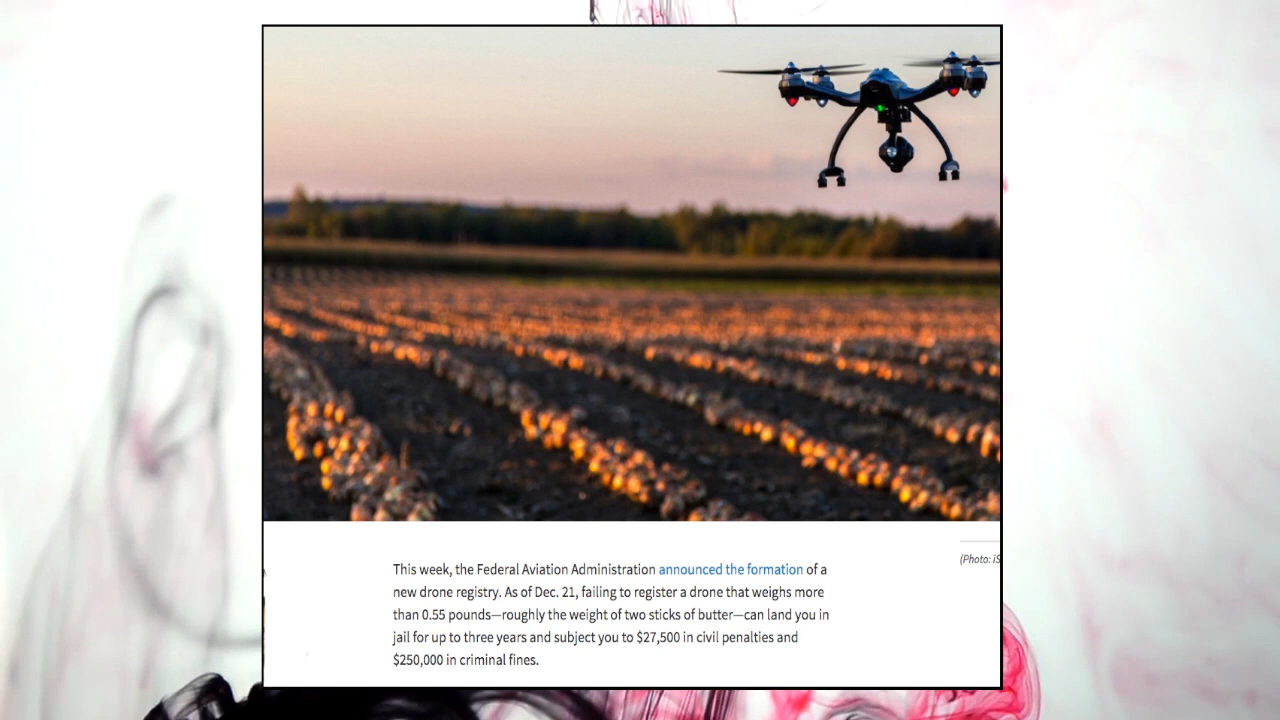 (Photo: iS
This week, the Federal Aviation Administration announced the formation of a
new drone registry. As of Dec. 21, failing to register a drone that weighs more
than 0.55 pounds—roughly the weight of two sticks of butter—can land you in
jail for up to three years and subject you to $27,500 in civil penalties and
$250,000 in criminal fines.